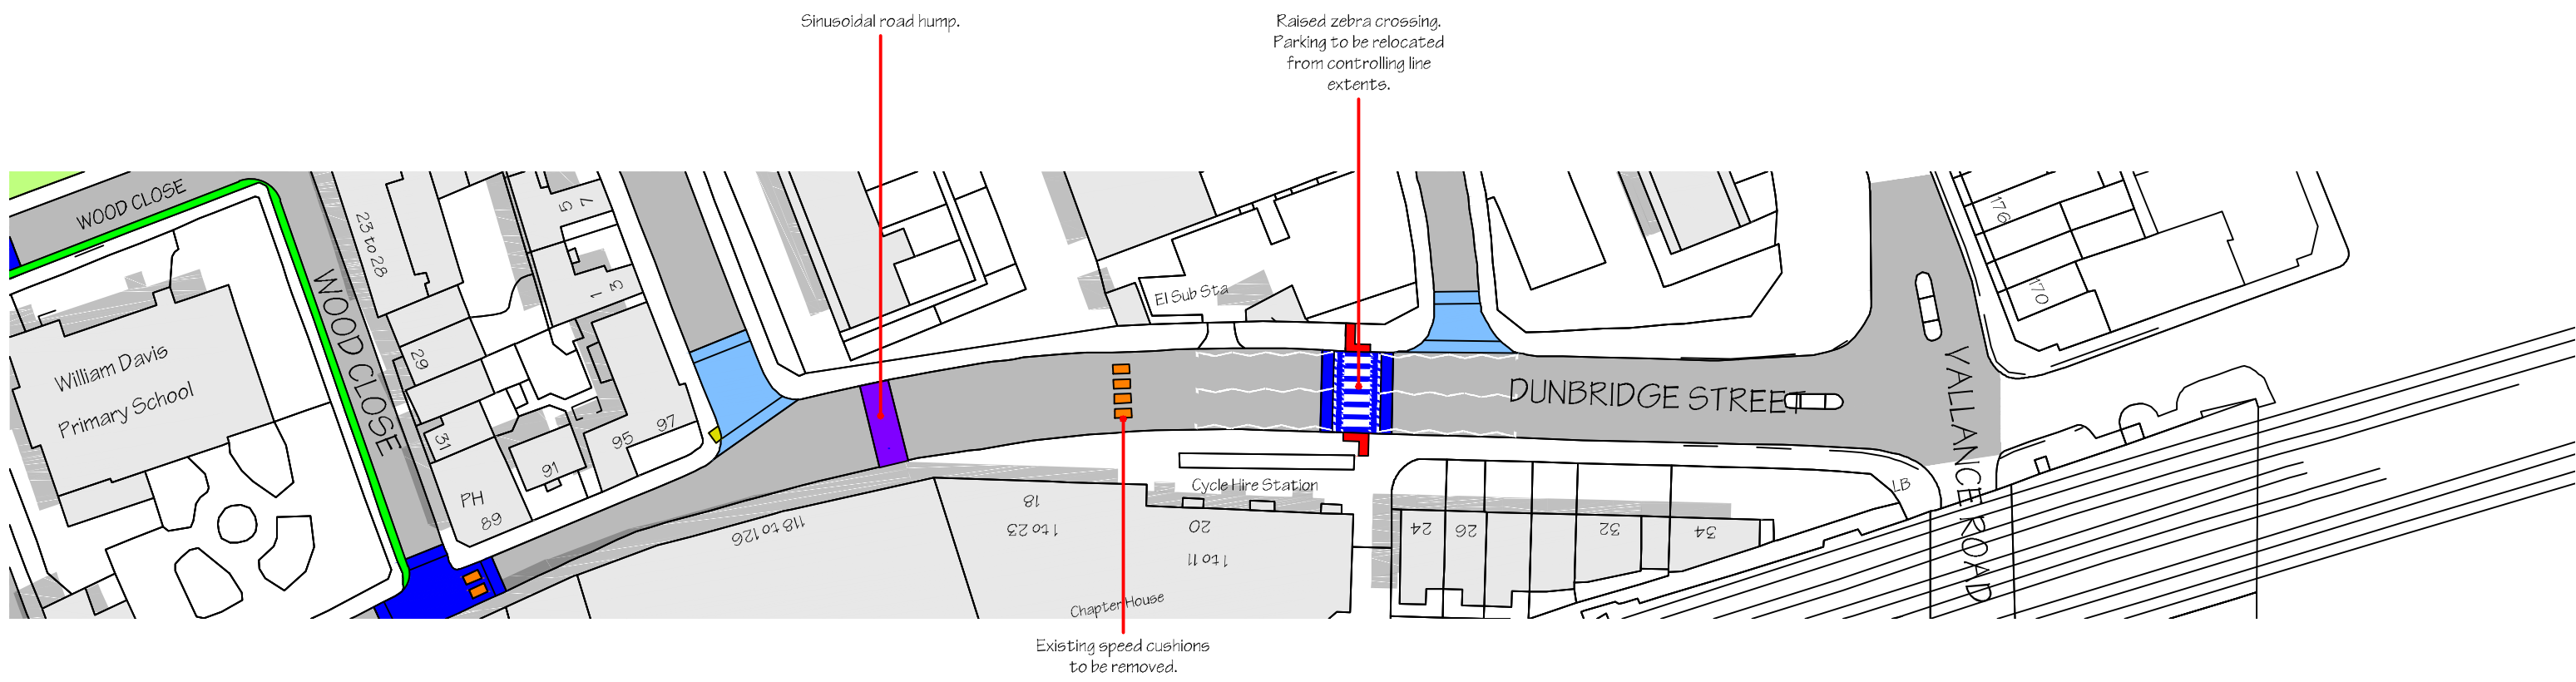 Sinusoidal road hump.
Raised zebra crossing.
Parking to be relocated
from controlling line
extents.
WOOD CLOSE
23 to 28
5
7
1
3
El Sub Sta
176
170
WOOD CLOSE
29
William Davis
Primary School
31
91
95
97
PH
89
DUNBRIDGE STREET
VALLANCE ROAD
Cycle Hire Station
LB
118 to 126
18
1 to 23
20
1 to 11
24
26
32
34
Chapter House
Existing speed cushions
to be removed.